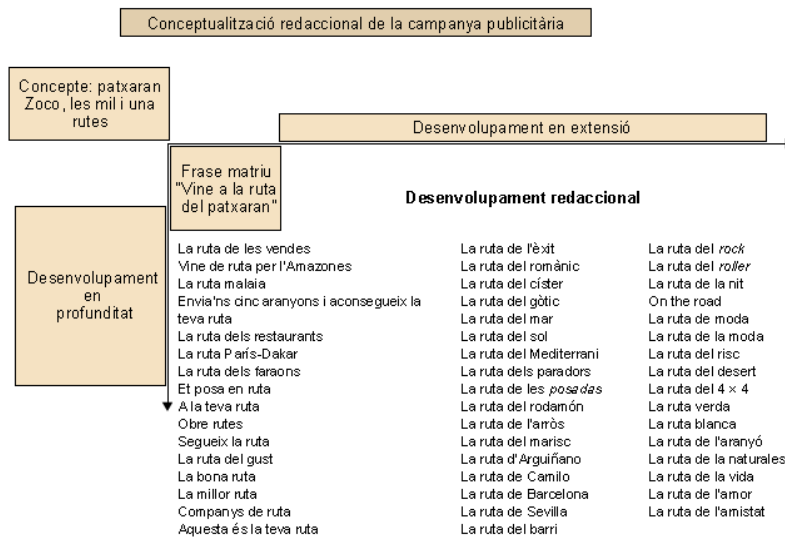 Conceptualització redaccional de la campanya publicitària
Concepte: patxaran
Zoco, les mil i una
rutes
Desenvolupament en extensió
Frase matriu
"Vine a la ruta
del patxaran"
Desenvolupament redaccional
Desenvolupament
en
profunditat
La ruta de les vendes
Vine de ruta per l'Amazones
La ruta malaia
Envia'ns cinc aranyons i aconsegueix la
teva ruta
La ruta dels restaurants
La ruta París-Dakar
La ruta dels faraons
Et posa en ruta
A la teva ruta
Obre rutes
Segueix la ruta
La ruta del gust
La bona ruta
La millor ruta
Companys de ruta
Aquesta és la teva ruta
La ruta de l'èxit
La ruta del romànic
La ruta del císter
La ruta del gòtic
La ruta del mar
La ruta del sol
La ruta del Mediterrani
La ruta dels paradors
La ruta de les posadas
La ruta del rodamón
La ruta de l'arròs
La ruta del marisc
La ruta d'Arguiñano
La ruta de Camilo
La ruta de Barcelona
La ruta de Sevilla
La ruta del barri
La ruta del rock
La ruta del roller
La ruta de la nit
On the road
La ruta de moda
La ruta de la moda
La ruta del risc
La ruta del desert
La ruta del 4 × 4
La ruta verda
La ruta blanca
La ruta de l'aranyó
La ruta de la naturales
La ruta de la vida
La ruta de l'amor
La ruta de l'amistat